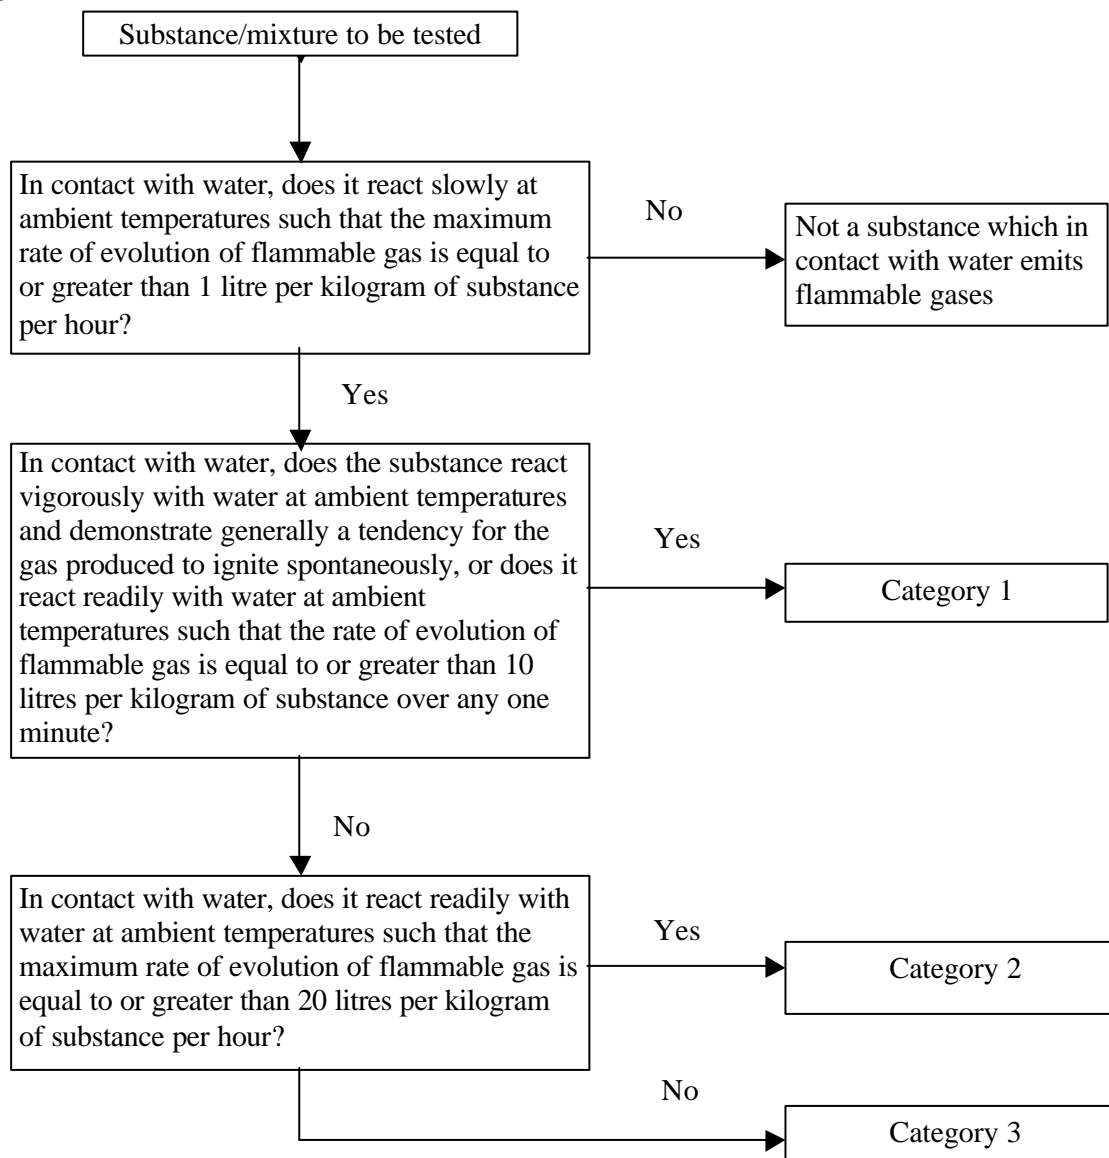 Substance/mixture to be tested
In contact with water, does it react slowly at
ambient temperatures such that the maximum
rate of evolution of flammable gas is equal to
or greater than 1 litre per kilogram of substance
per hour?
No
Not a substance which in
contact with water emits
flammable gases
Yes
In contact with water, does the substance react
vigorously with water at ambient temperatures
and demonstrate generally a tendency for the
gas produced to ignite spontaneously, or does it
react readily with water at ambient
temperatures such that the rate of evolution of
flammable gas is equal to or greater than 10
litres per kilogram of substance over any one
minute?
Yes
Category 1
No
In contact with water, does it react readily with
water at ambient temperatures such that the
maximum rate of evolution of flammable gas is
equal to or greater than 20 litres per kilogram
of substance per hour?
Yes
Category 2
No
Category 3